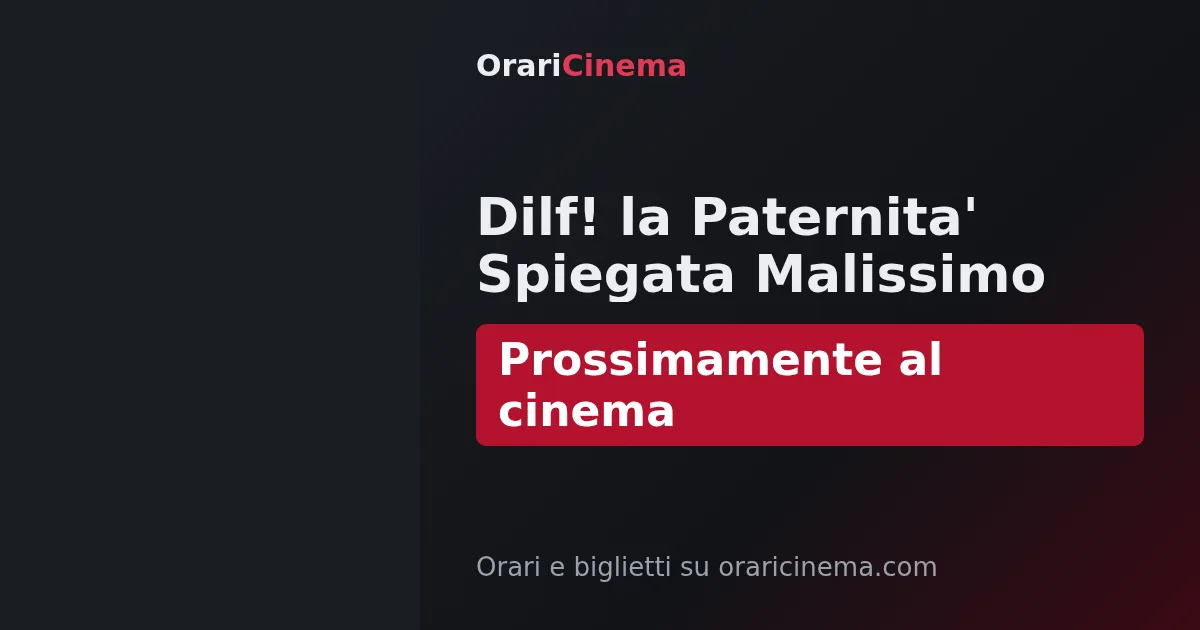 OrariCinema
Dilf! la Paternita'
Spiegata Malissimo
Prossimamente al
cinema
Orari e biglietti su oraricinema.com